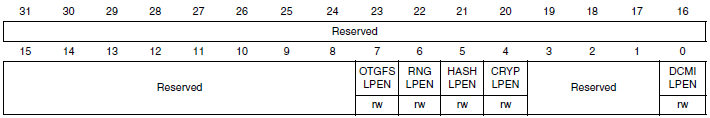 31 30 29 28 27 26 25 24 23 22 21 20 19 18 17 16
Reserved
15 14 13 12 11 10 9 8 7 6 5 4 3 2 1 0
Reserved OTGFS LPEN RNG LPEN HASH LPEN CRYP LPEN Reserved DCMI LPEN
rw rw rw rw rw